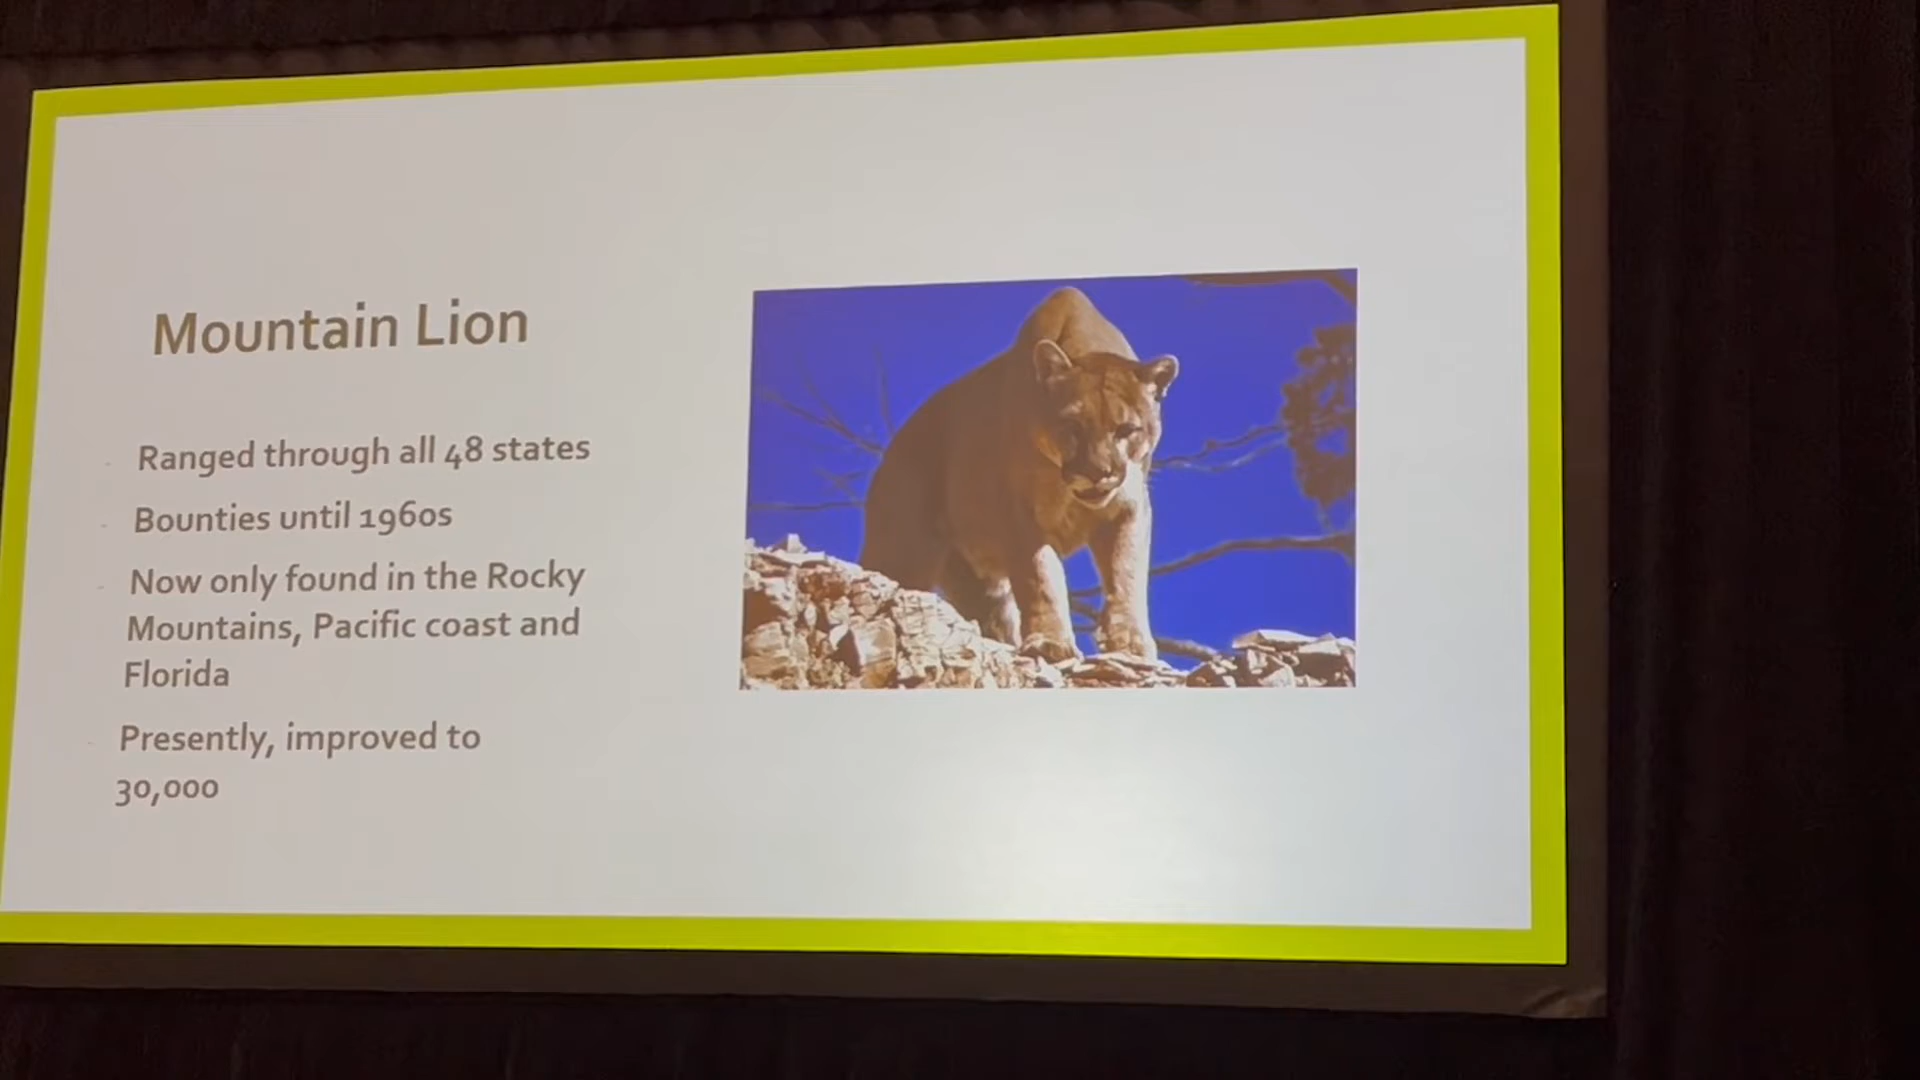 Mountain Lion
- Ranged through all 48 states
- Bounties until 1960s
- Now only found in the Rocky
Mountains, Pacific coast and
Florida
- Presently, improved to
30,000